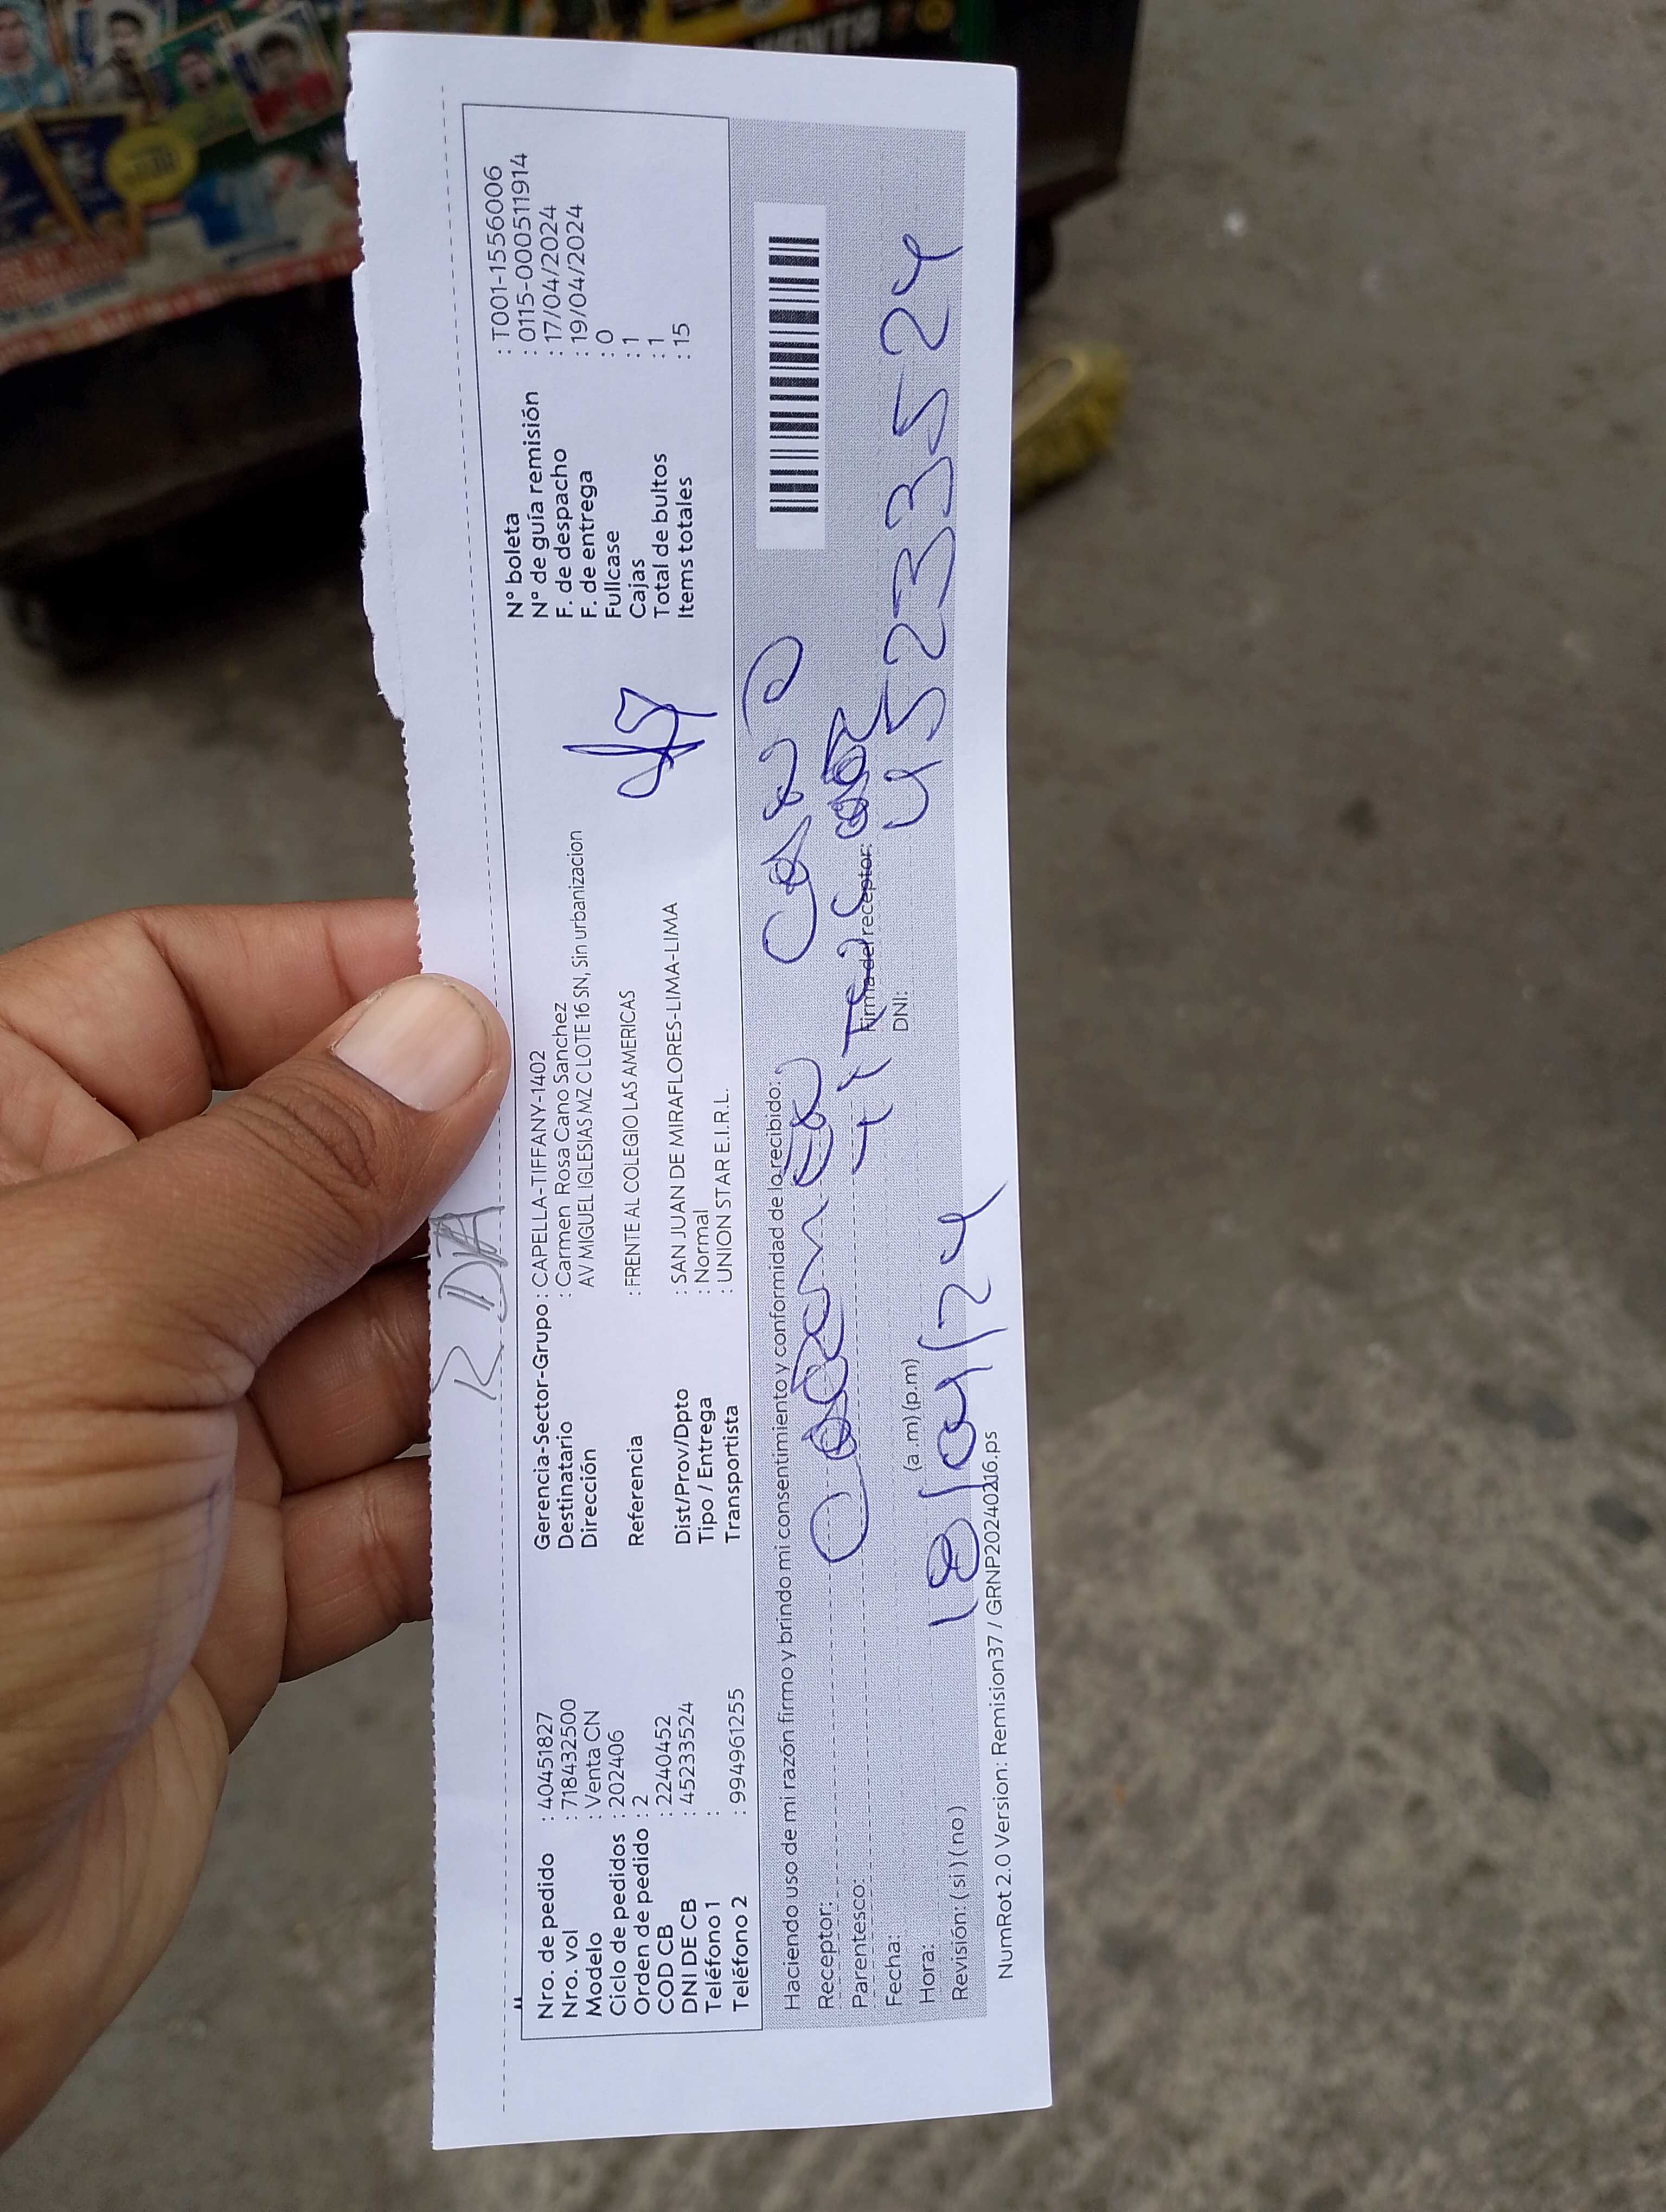 R DA
Nro. de pedido : 40451827
Nro. vol : 718432500
Modelo : Venta CN
Ciclo de pedidos : 202406
Orden de pedido : 2
COD CB : 2240452
DNI DE CB : 45233524
Teléfono 1 :
Teléfono 2 : 994961255
Gerencia-Sector-Grupo : CAPELLA-TIFFANY-1402
Destinatario : Carmen Rosa Cano Sanchez
Dirección AV MIGUEL IGLESIAS MZ C LOTE 16 SN, Sin urbanizacion
Referencia : FRENTE AL COLEGIO LAS AMERICAS
Dist/Prov/Dpto : SAN JUAN DE MIRAFLORES-LIMA-LIMA
Tipo / Entrega : Normal
Transportista : UNION STAR E.I.R.L.
N° boleta : T001-1556006
N° de guía remisión : 0115-000511914
F. de despacho : 17/04/2024
F. de entrega : 19/04/2024
Fullcase : 0
Cajas : 1
Total de bultos : 1
Items totales : 15
Haciendo uso de mi razón firmo y brindo mi consentimiento y conformidad de lo recibido:
Receptor: Carmen Cano
Parentesco: Titular
Firma del receptor:
Fecha: 18/04/24
DNI: 45233524
Hora: (a.m) (p.m)
Revisión: ( si ) ( no )
NumRot 2.0 Version: Remision37 / GRNP20240216.ps